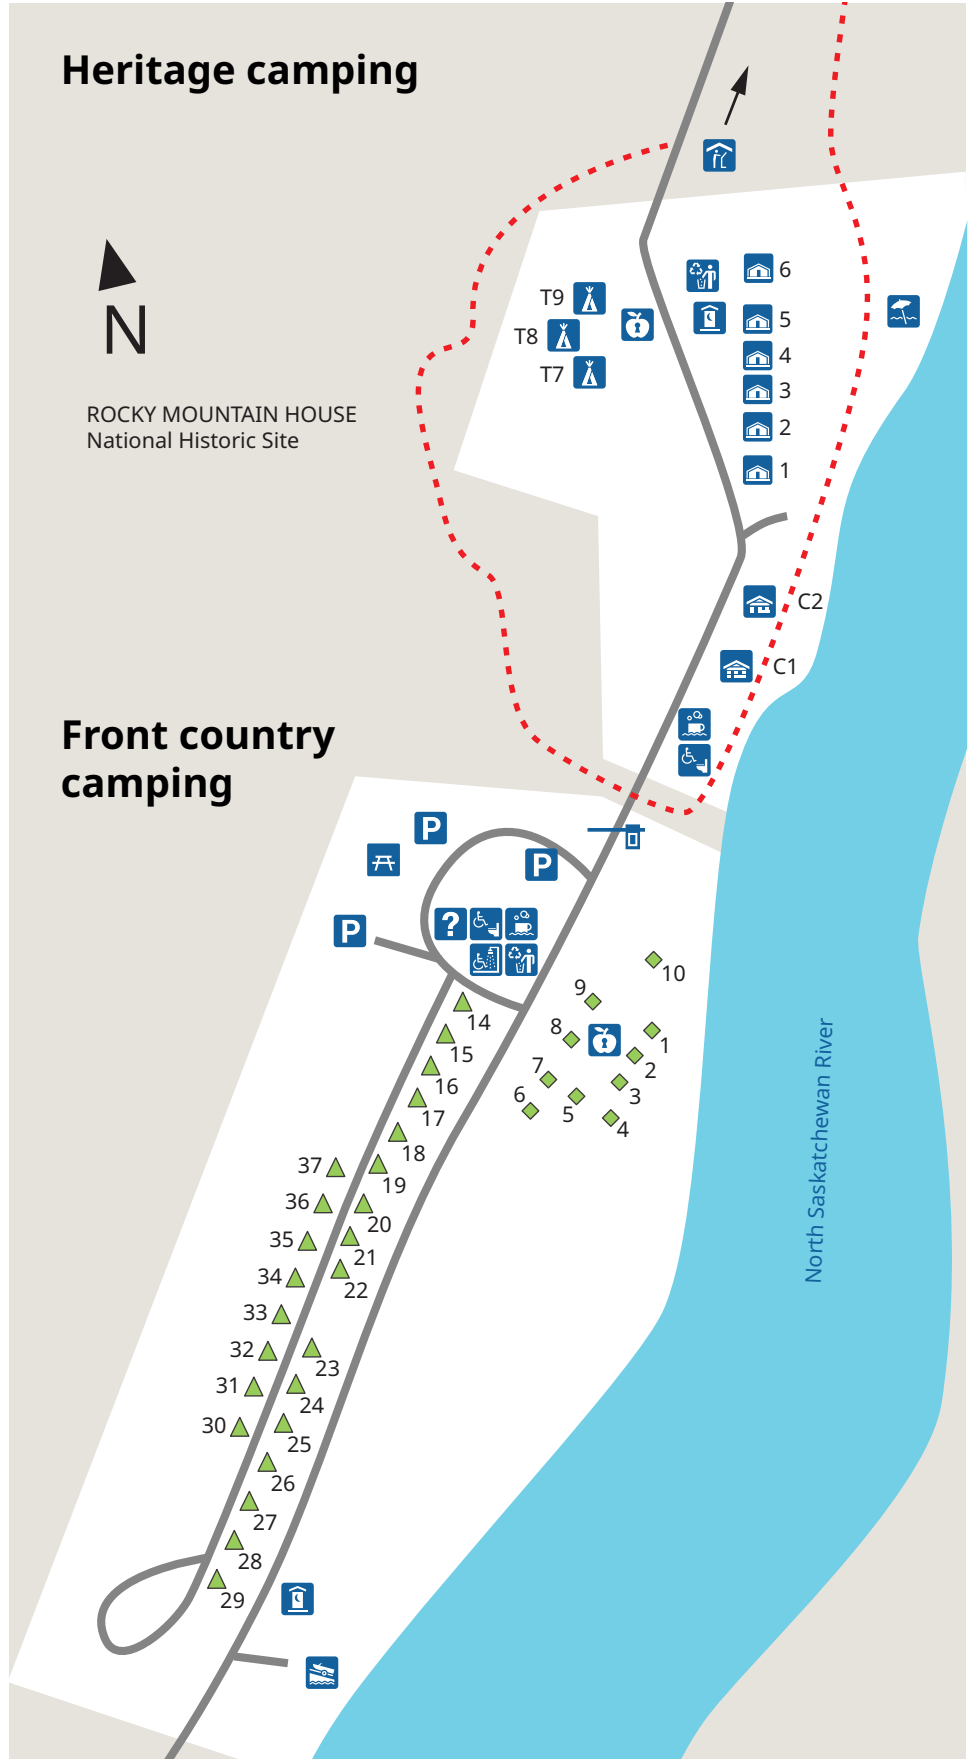 Heritage camping
6
T9
5
T8
4
T7
3
N
ROCKY MOUNTAIN HOUSE
National Historic Site
2
1
C2
C1
Front country
camping
P
P
?
P
10
9
14
8
1
15
2
7
16
3
6
17
5
4
18
37
19
36
20
35
21
34
22
33
32
23
31
24
30
25
26
27
28
29
North Saskatchewan River